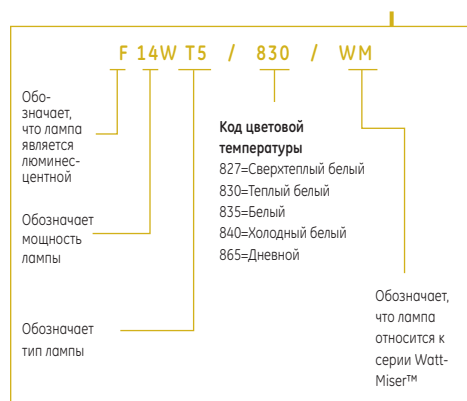 F 14W T5 / 830 / WM
Обо-
значает,
что лампа
является
люминес-
центной
Обозначает
мощность
лампы
Обозначает
тип лампы
Код цветовой
температуры
827=Сверхтеплый белый
830=Теплый белый
835=Белый
840=Холодный белый
865=Дневной
Обозначает,
что лампа
относится к
серии Watt-
Miser™